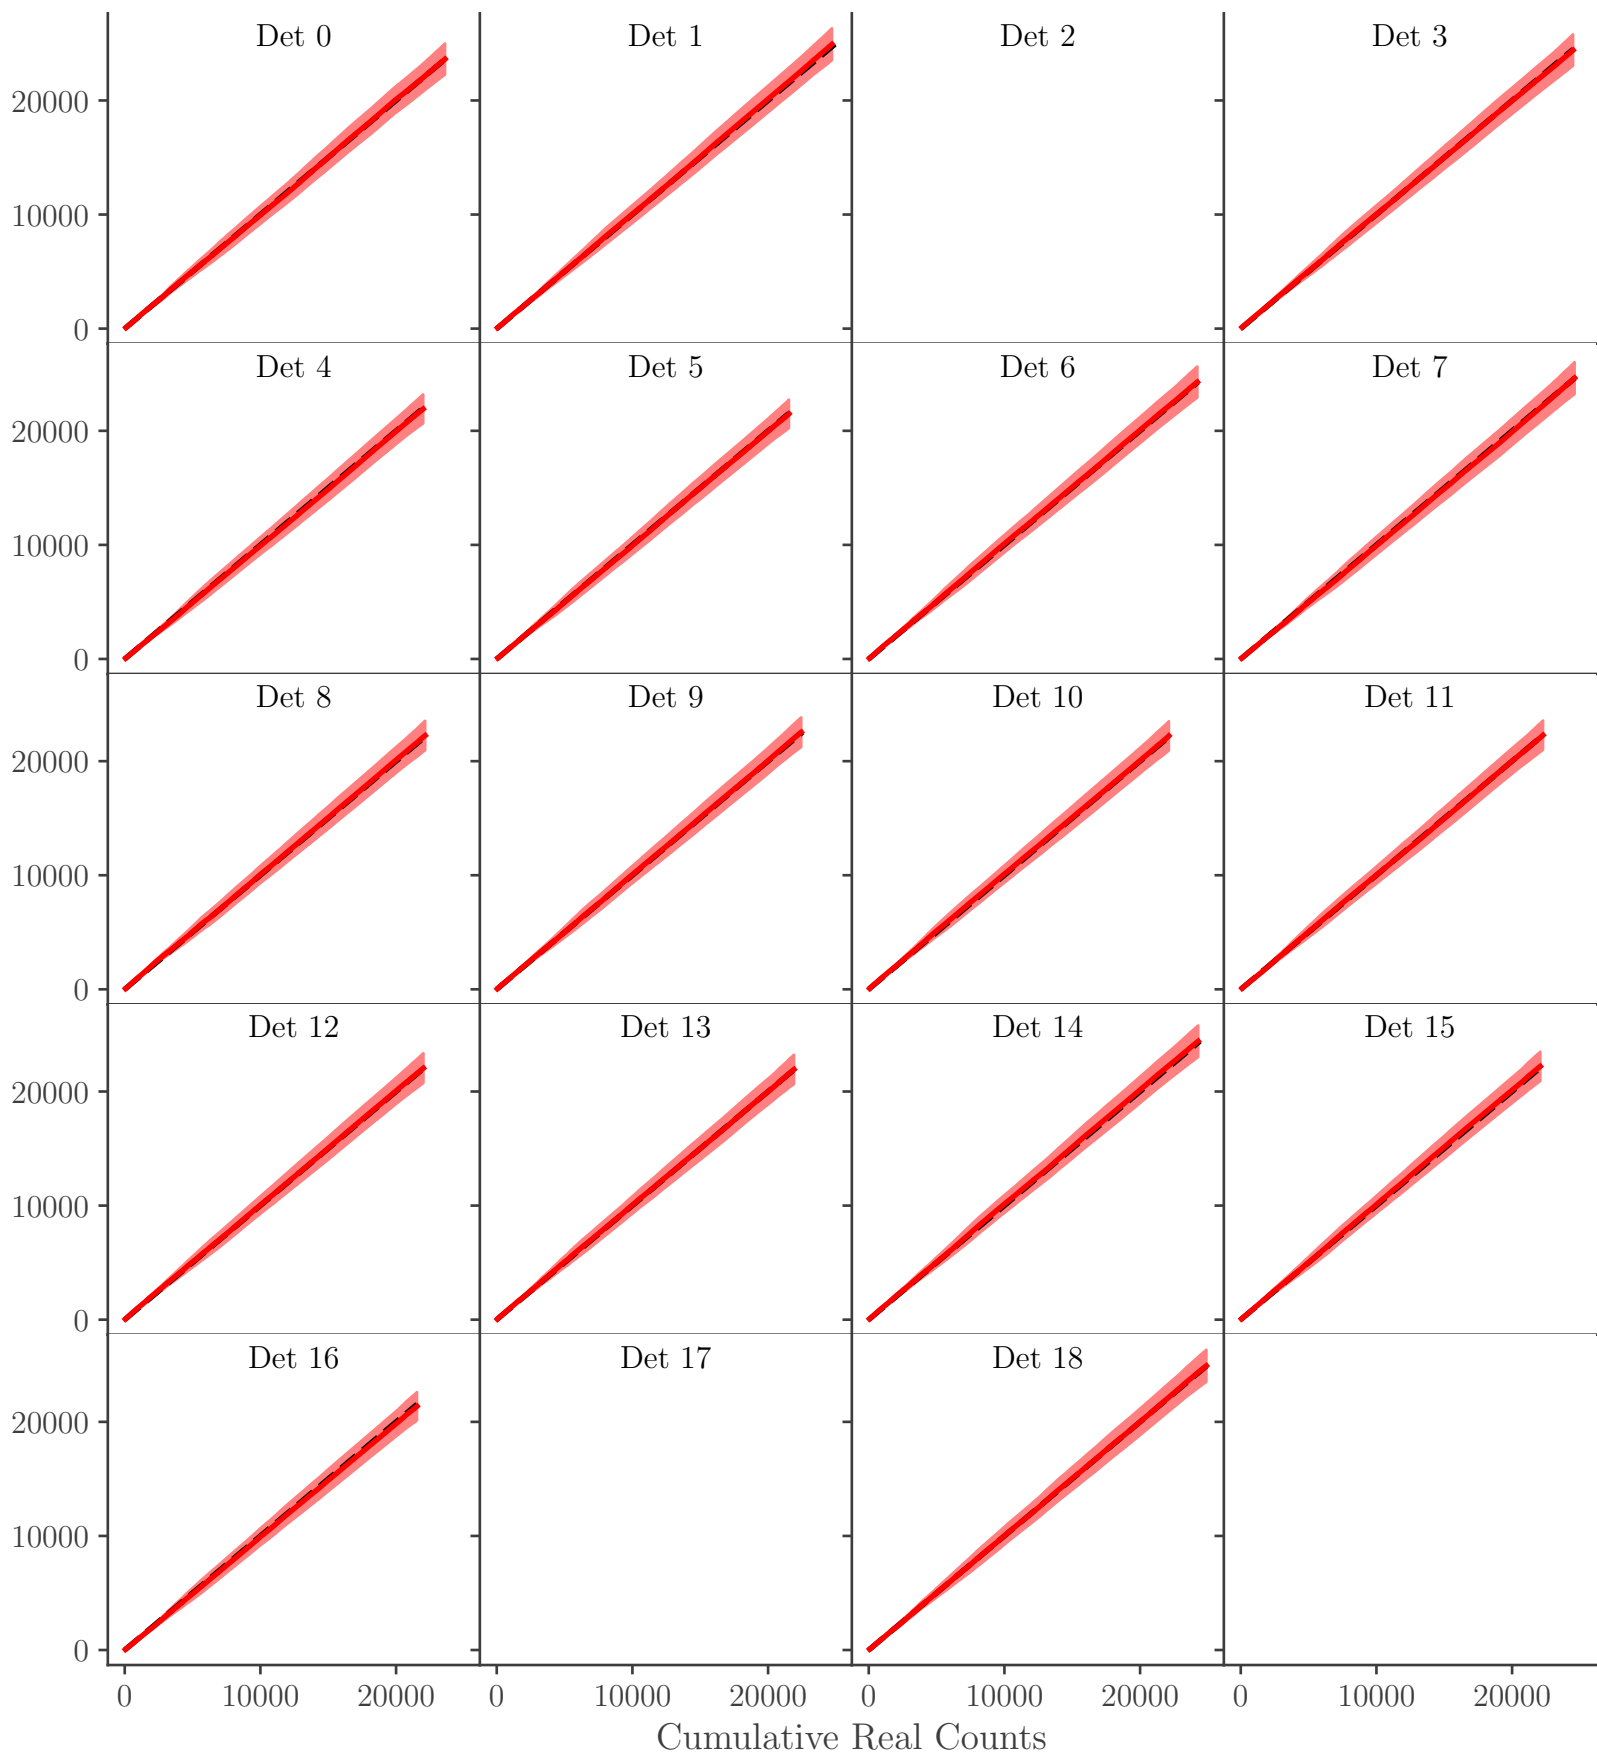 Det 0 Det 1 Det 2 Det 3
20000
10000
0
Det 4 Det 5 Det 6 Det 7
20000
10000
0
Det 8 Det 9 Det 10 Det 11
20000
10000
0
Det 12 Det 13 Det 14 Det 15
20000
10000
0
Det 16 Det 17 Det 18
20000
10000
0
0 10000 20000 0 10000 20000 0 10000 20000 0 10000 20000
Cumulative Real Counts